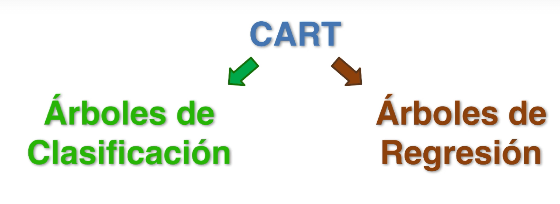 CART
Árboles de
Clasificación
Árboles de
Regresión